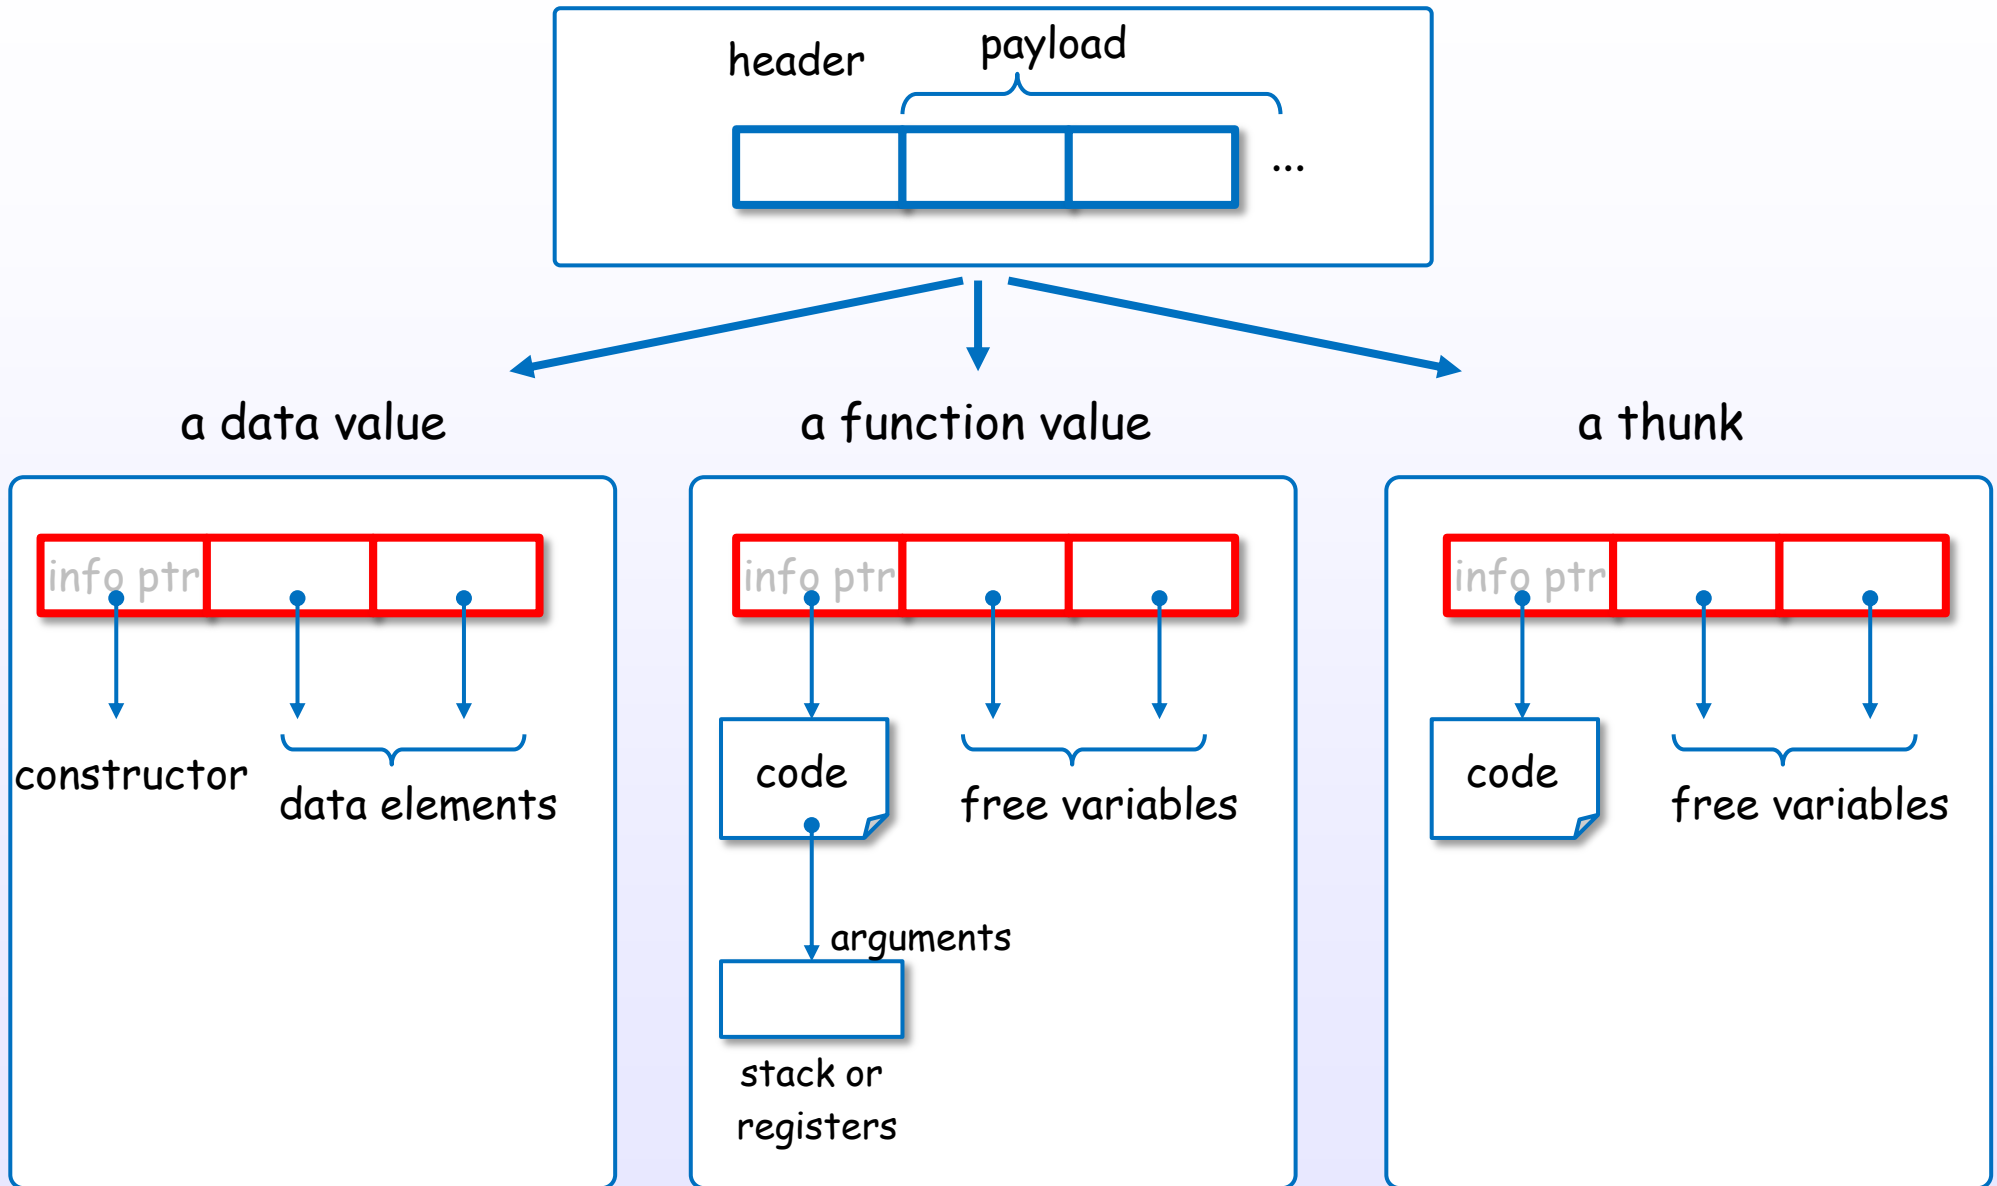 header
payload
...
a data value
a function value
a thunk
info ptr
constructor
data elements
info ptr
code
free variables
arguments
stack or
registers
info ptr
code
free variables